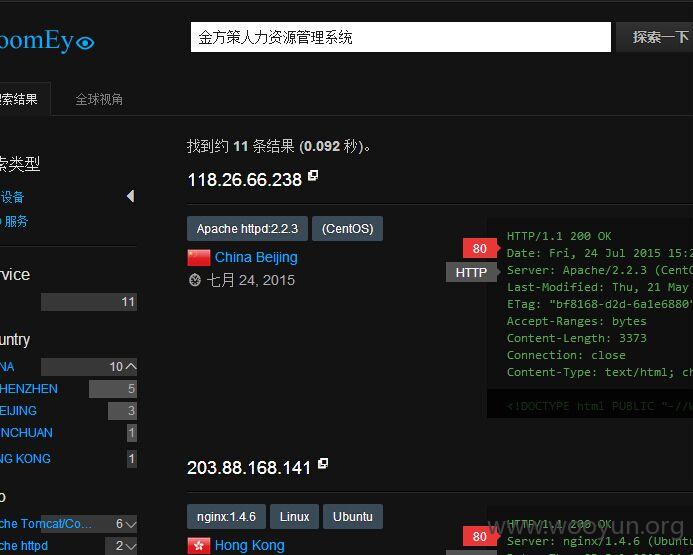 oomEy
金方策人力资源管理系统
探索一下
搜索结果
全球视角
找到约 11 条结果 (0.092 秒)。
索类型
设备
服务
rvice
11
untry
NA 10
HENZHEN 5
EIJING 3
NCHUAN 1
NG KONG 1
o
che Tomcat/Co... 6
che httpd 2
118.26.66.238
Apache httpd:2.2.3
(CentOS)
China Beijing
七月 24, 2015
80
HTTP
HTTP/1.1 200 OK
Date: Fri, 24 Jul 2015 15:2
Server: Apache/2.2.3 (CentO
Last-Modified: Thu, 21 May
ETag: "bf8168-d2d-6a1e6880"
Accept-Ranges: bytes
Content-Length: 3373
Connection: close
Content-Type: text/html; ch
<!DOCTYPE html PUBLIC "-//W
203.88.168.141
nginx:1.4.6
Linux
Ubuntu
Hong Kong
80
HTTP/1.1 200 OK
Server: nginx/1.4.6 (Ubuntu
www.wooyun.org